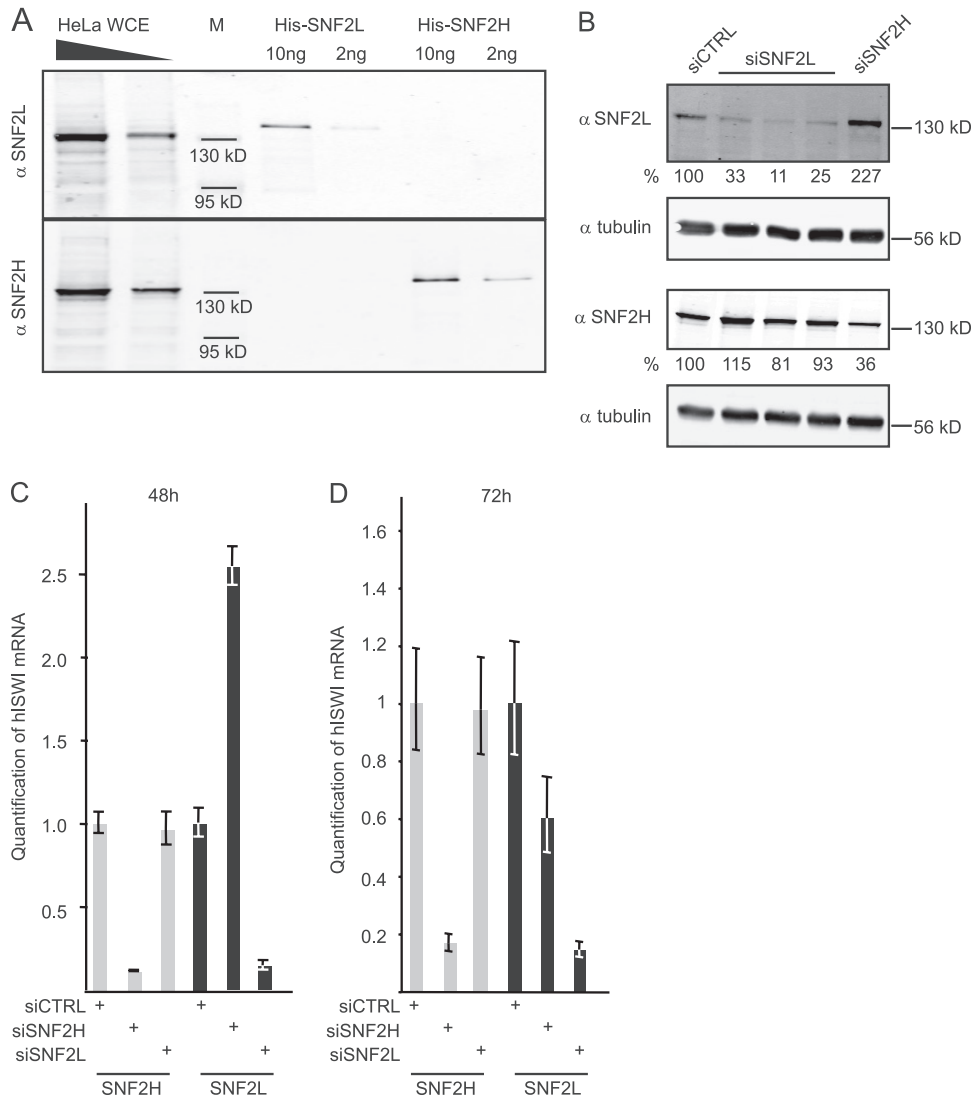 A
HeLa WCE M His-SNF2L His-SNF2H
10ng 2ng 10ng 2ng
α SNF2L
130 kD
95 kD
α SNF2H
130 kD
95 kD
B
siCTRL siSNF2L siSNF2H
α SNF2L 130 kD
% 100 33 11 25 227
α tubulin 56 kD
α SNF2H 130 kD
% 100 115 81 93 36
α tubulin 56 kD
C
48h
Quantification of hISWI mRNA
2.5
2.0
1.5
1.0
0.5
siCTRL + +
siSNF2H + +
siSNF2L + +
SNF2H SNF2L
D
72h
Quantification of hISWI mRNA
1.6
1.4
1.2
1
0.8
0.6
0.4
0.2
siCTRL + +
siSNF2H + +
siSNF2L + +
SNF2H SNF2L